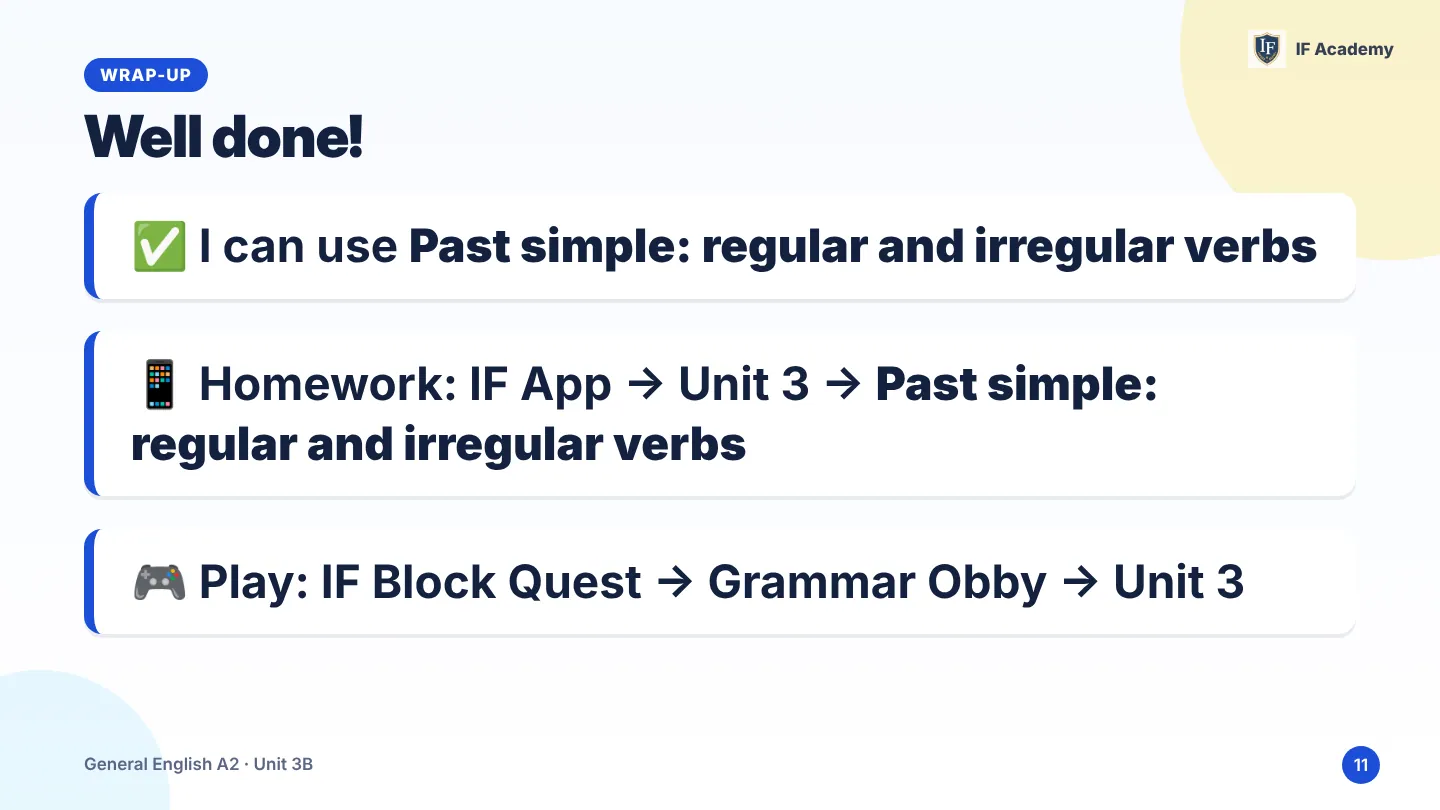 IF Academy
WRAP-UP
Well done!
✅ I can use Past simple: regular and irregular verbs
📱 Homework: IF App → Unit 3 → Past simple:
regular and irregular verbs
🎮 Play: IF Block Quest → Grammar Obby → Unit 3
General English A2 · Unit 3B
11